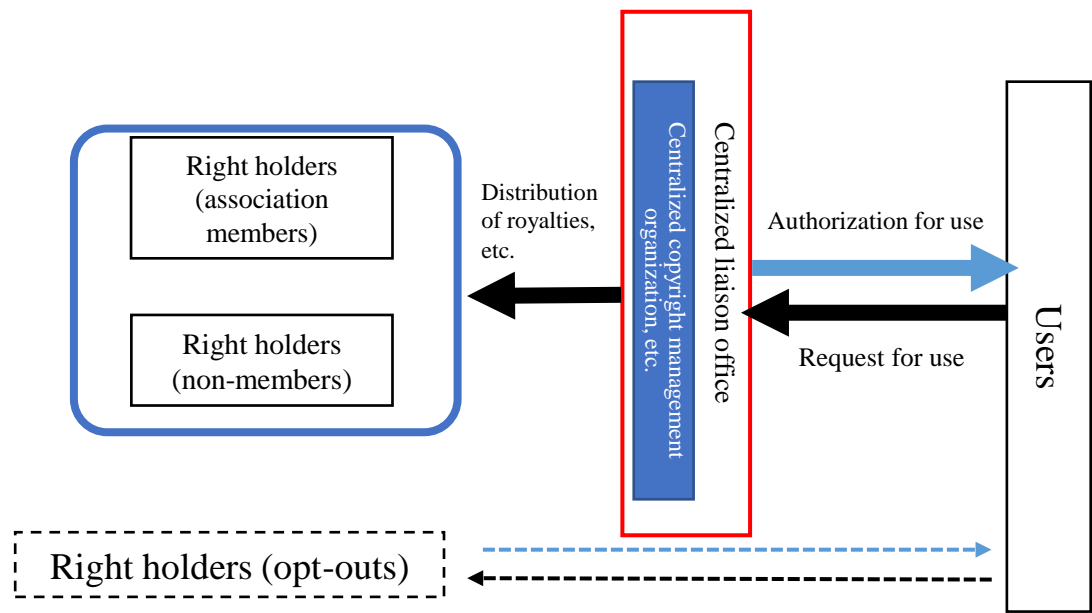 Right holders
(association
members)
Right holders
(non-members)
Distribution
of royalties,
etc.
Centralized copyright management
organization, etc.
Centralized liaison office
Authorization for use
Request for use
Users
Right holders (opt-outs)